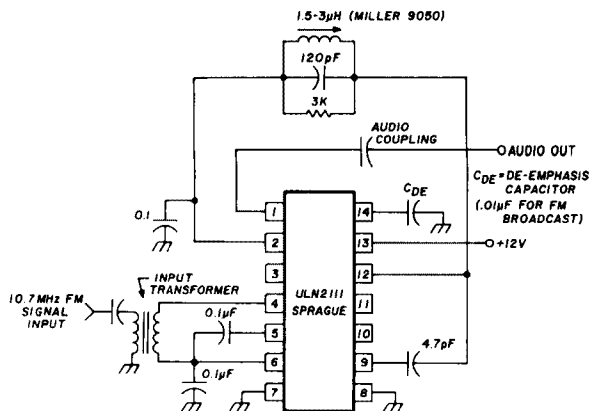 1.5-3µH (MILLER 9050)
120pF
3K
AUDIO
COUPLING
AUDIO OUT
C_DE = DE-EMPHASIS
CAPACITOR
(.01µF FOR FM
BROADCAST)
C_DE
0.1
1
14
2
13
+12V
3
12
INPUT
TRANSFORMER
10.7MHz FM
SIGNAL
INPUT
4
ULN2111
SPRAGUE
11
0.1µF
5
10
4.7pF
6
9
0.1µF
7
8